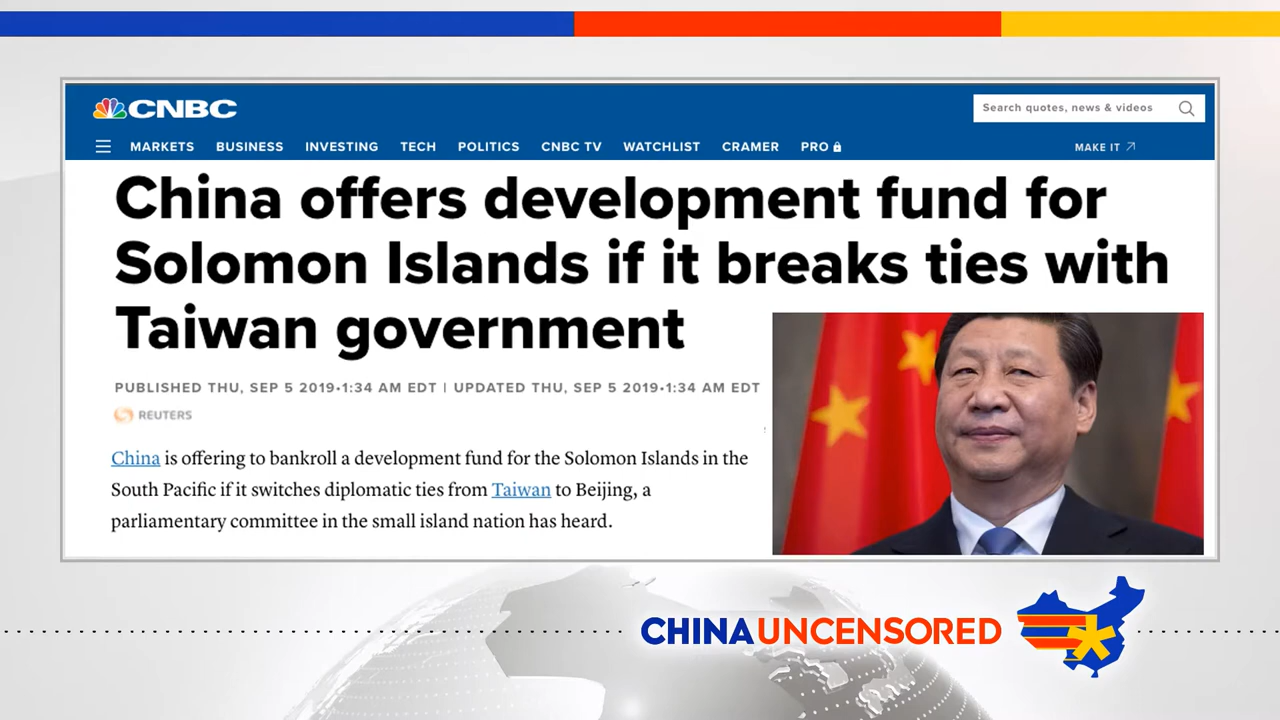 CNBC
Search quotes, news & videos
MARKETS BUSINESS INVESTING TECH POLITICS CNBC TV WATCHLIST CRAMER PRO MAKE IT
China offers development fund for
Solomon Islands if it breaks ties with
Taiwan government
PUBLISHED THU, SEP 5 2019•1:34 AM EDT | UPDATED THU, SEP 5 2019•1:34 AM EDT
REUTERS
China is offering to bankroll a development fund for the Solomon Islands in the
South Pacific if it switches diplomatic ties from Taiwan to Beijing, a
parliamentary committee in the small island nation has heard.
CHINA UNCENSORED